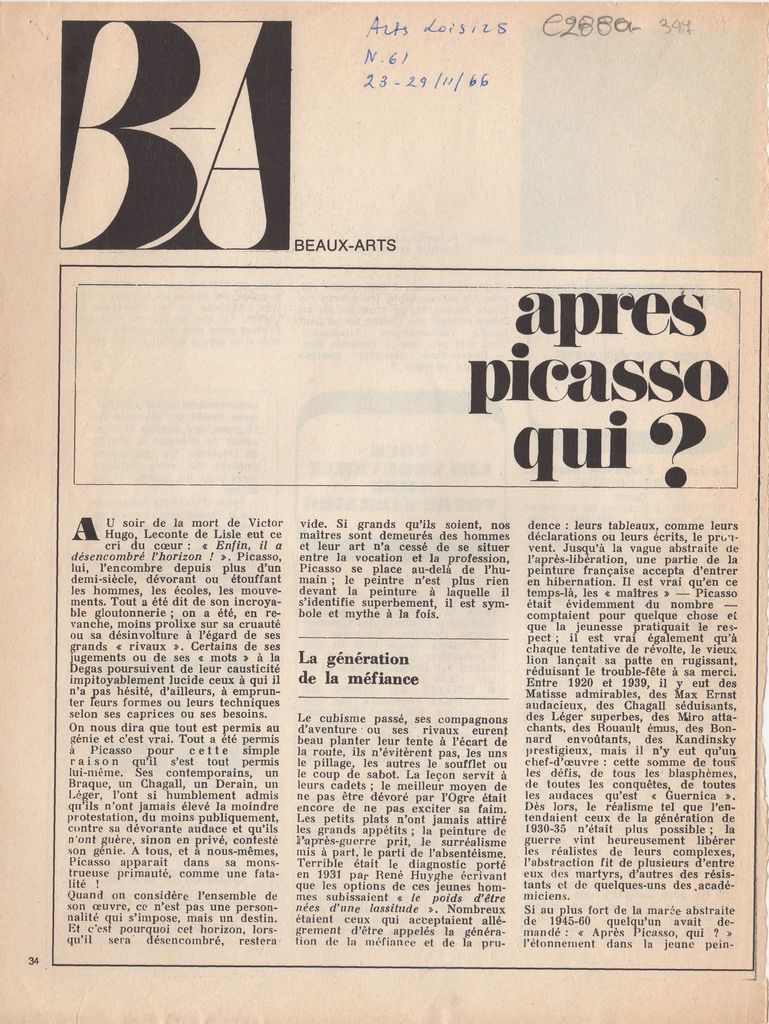 Arts Loisirs
N. 61
23-29/11/66
B-A
BEAUX-ARTS
apres
picasso
qui ?
AU soir de la mort de Victor
Hugo, Leconte de Lisle eut ce
cri du cœur : « Enfin, il a
désencombré l'horizon ! ». Picasso,
lui, l'encombre depuis plus d'un
demi-siècle, dévorant ou étouffant
les hommes, les écoles, les mouve-
ments. Tout a été dit de son incroya-
ble gloutonnerie ; on a été, en re-
vanche, moins prolixe sur sa cruauté
ou sa désinvolture à l'égard de ses
grands « rivaux ». Certains de ses
jugements ou de ses « mots » à la
Degas poursuivent de leur causticité
impitoyablement lucide ceux à qui il
n'a pas hésité, d'ailleurs, à emprun-
ter leurs formes ou leurs techniques
selon ses caprices ou ses besoins.
On nous dira que tout est permis au
génie et c'est vrai. Tout a été permis
à Picasso pour cette simple
raison qu'il s'est tout permis
lui-même. Ses contemporains, un
Braque, un Chagall, un Derain, un
Léger, l'ont si humblement admis
qu'ils n'ont jamais élevé la moindre
protestation, du moins publiquement,
contre sa dévorante audace et qu'ils
n'ont guère, sinon en privé, contesté
son génie. A tous, et à nous-mêmes,
Picasso apparait dans sa mons-
trueuse primauté, comme une fata-
lité !
Quand on considère l'ensemble de
son œuvre, ce n'est pas une person-
nalité qui s'impose, mais un destin.
Et c'est pourquoi cet horizon, lors-
qu'il sera désencombré, restera
vide. Si grands qu'ils soient, nos
maîtres sont demeurés des hommes
et leur art n'a cessé de se situer
entre la vocation et la profession,
Picasso se place au-delà de l'hu-
main ; le peintre n'est plus rien
devant la peinture à laquelle il
s'identifie superbement, il est sym-
bole et mythe à la fois.
La génération
de la méfiance
Le cubisme passé, ses compagnons
d'aventure ou ses rivaux eurent
beau planter leur tente à l'écart de
la route, ils n'évitèrent pas, les uns
le pillage, les autres le soufflet ou
le coup de sabot. La leçon servit à
leurs cadets ; le meilleur moyen de
ne pas être dévoré par l'Ogre était
encore de ne pas exciter sa faim.
Les petits plats n'ont jamais attiré
les grands appétits ; la peinture de
l'après-guerre prit, le surréalisme
mis à part, le parti de l'absentéisme.
Terrible était le diagnostic porté
en 1931 par René Huyghe écrivant
que les options de ces jeunes hom-
mes subissaient « le poids d'être
nées d'une lassitude ». Nombreux
étaient ceux qui acceptaient allé-
grement d'être appelés la généra-
tion de la méfiance et de la pru-
dence : leurs tableaux, comme leurs
déclarations ou leurs écrits, le prou-
vent. Jusqu'à la vague abstraite de
l'après-libération, une partie de la
peinture française accepta d'entrer
en hibernation. Il est vrai qu'en ce
temps-là, les « maîtres » — Picasso
était évidemment du nombre —
comptaient pour quelque chose et
que la jeunesse pratiquait le res-
pect ; il est vrai également qu'à
chaque tentative de révolte, le vieux
lion lançait sa patte en rugissant,
réduisant le trouble-fête à sa merci.
Entre 1920 et 1939, il y eut des
Matisse admirables, des Max Ernst
audacieux, des Chagall séduisants,
des Léger superbes, des Miro atta-
chants, des Rouault émus, des Bon-
nard envoûtants, des Kandinsky
prestigieux, mais il n'y eut qu'un
chef-d'œuvre : cette somme de tous
les défis, de tous les blasphèmes,
de toutes les conquêtes, de toutes
les audaces qu'est « Guernica ».
Dès lors, le réalisme tel que l'en-
tendaient ceux de la génération de
1930-35 n'était plus possible ; la
guerre vint heureusement libérer
les réalistes de leurs complexes,
l'abstraction fit de plusieurs d'entre
eux des martyrs, d'autres des résis-
tants et de quelques-uns des acadé-
miciens.
Si au plus fort de la marée abstraite
de 1945-60 quelqu'un avait de-
mandé : « Après Picasso, qui ? »
l'étonnement dans la jeune pein-
34